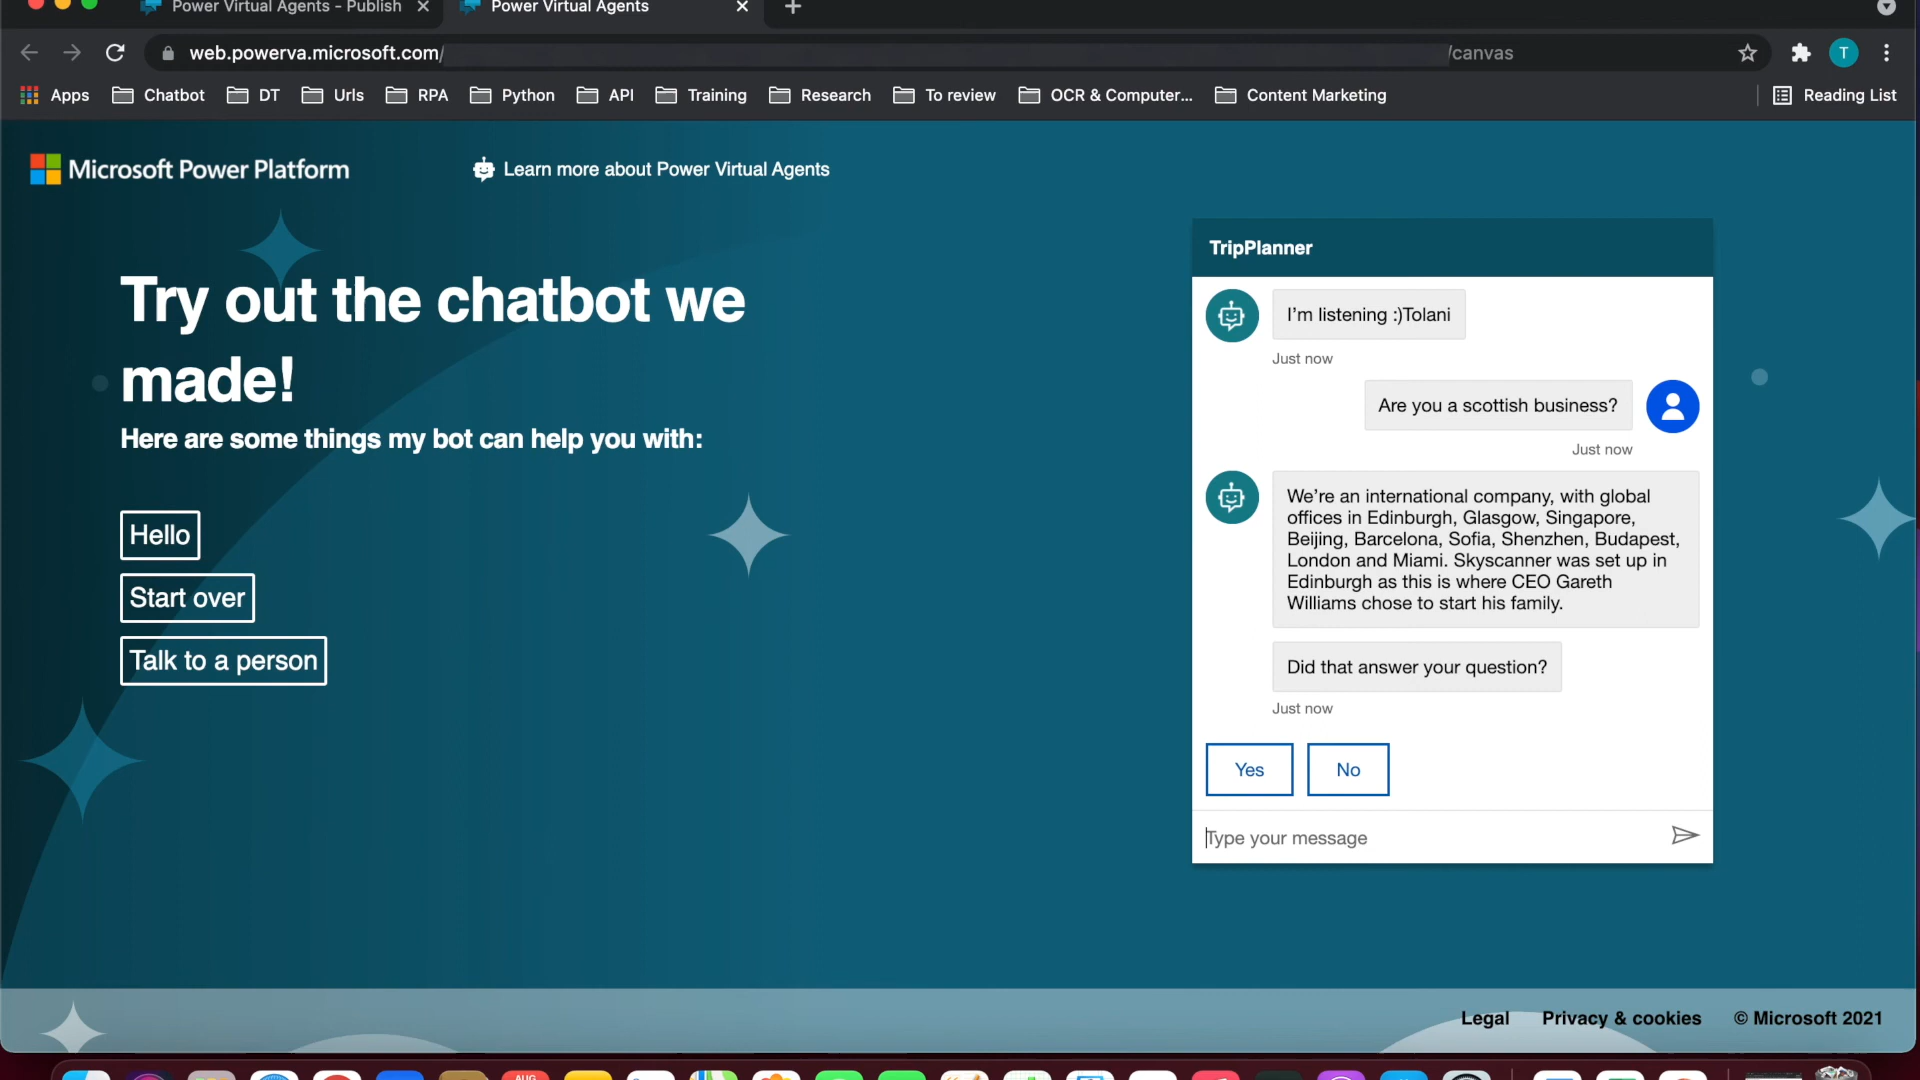 Power Virtual Agents - Publish
Power Virtual Agents
web.powerva.microsoft.com/
/canvas
T
Apps
Chatbot
DT
Urls
RPA
Python
API
Training
Research
To review
OCR & Computer...
Content Marketing
Reading List
Microsoft Power Platform
Learn more about Power Virtual Agents
Try out the chatbot we
made!
Here are some things my bot can help you with:
Hello
Start over
Talk to a person
TripPlanner
I'm listening :)Tolani
Just now
Are you a scottish business?
Just now
We're an international company, with global
offices in Edinburgh, Glasgow, Singapore,
Beijing, Barcelona, Sofia, Shenzhen, Budapest,
London and Miami. Skyscanner was set up in
Edinburgh as this is where CEO Gareth
Williams chose to start his family.
Did that answer your question?
Just now
Yes
No
Type your message
Legal
Privacy & cookies
© Microsoft 2021
AUG